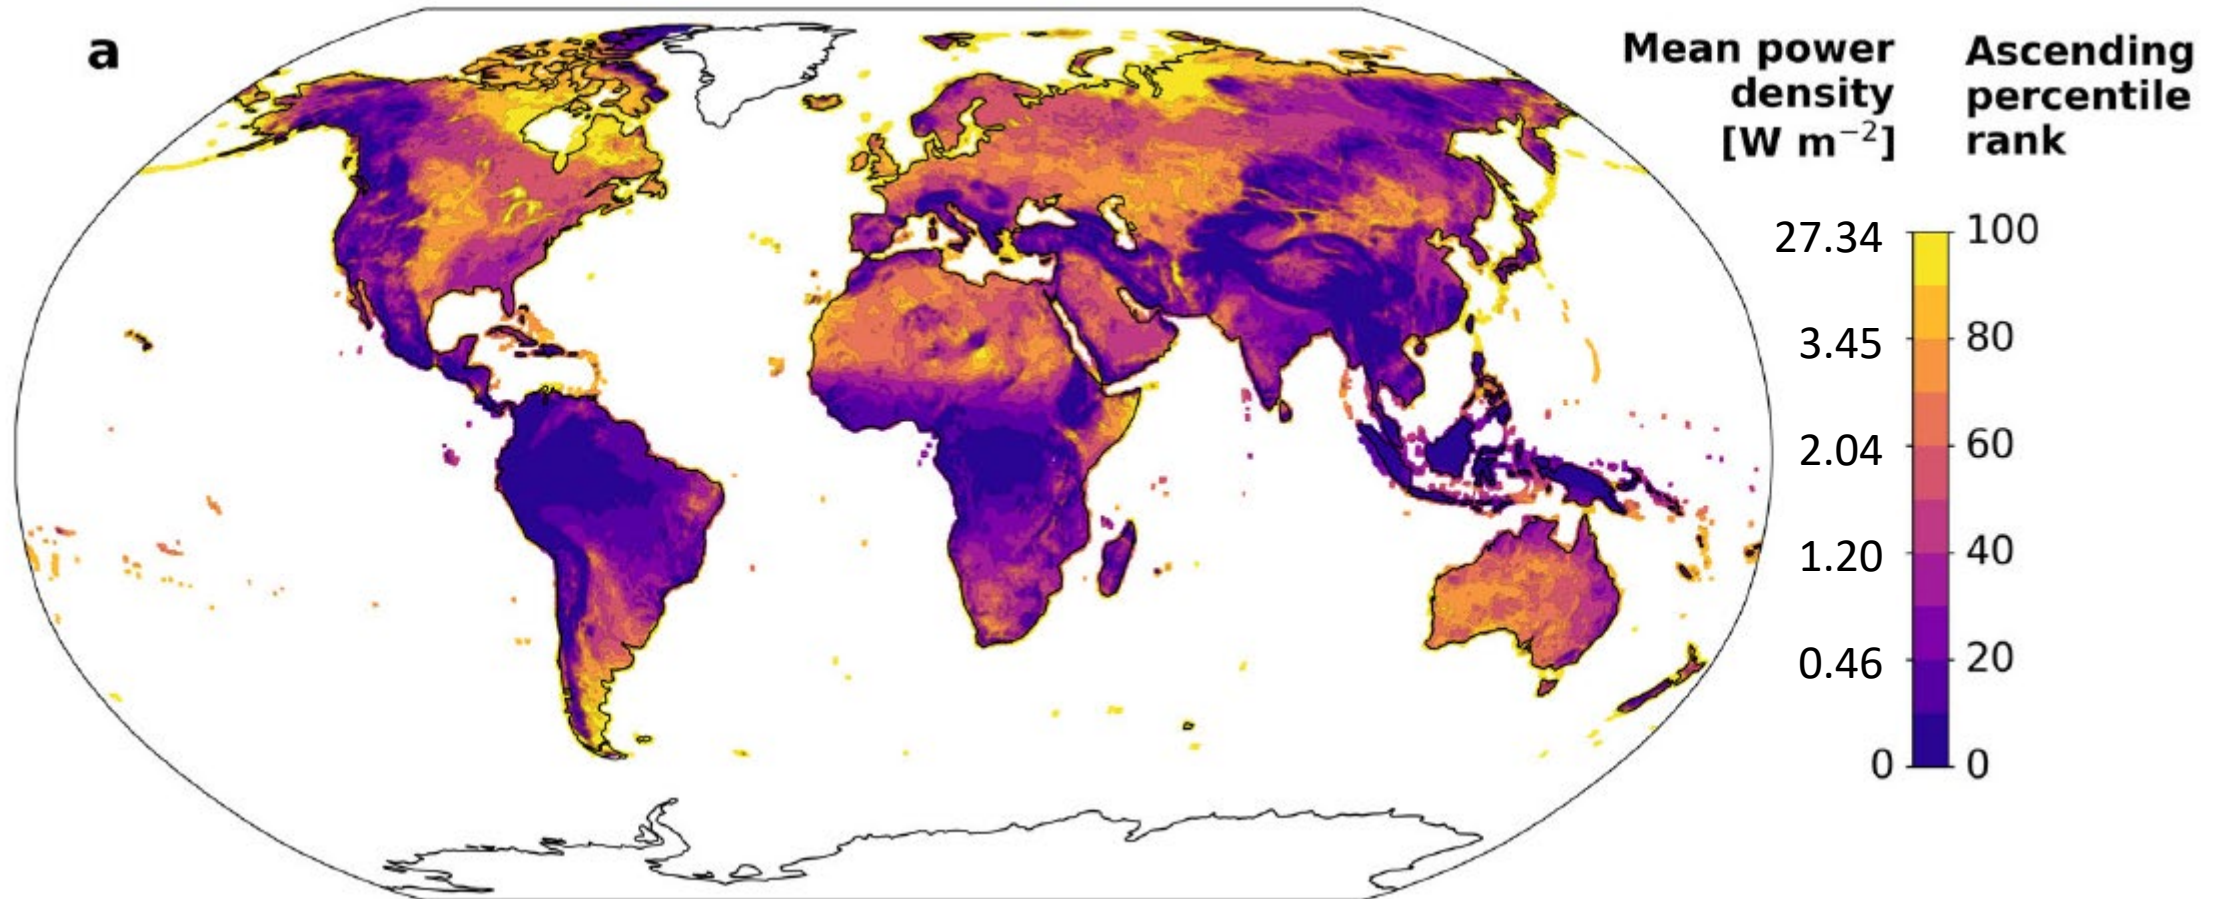 a
Mean power
density
[W m⁻²]
Ascending
percentile
rank
27.34
100
3.45
80
2.04
60
1.20
40
0.46
20
0
0